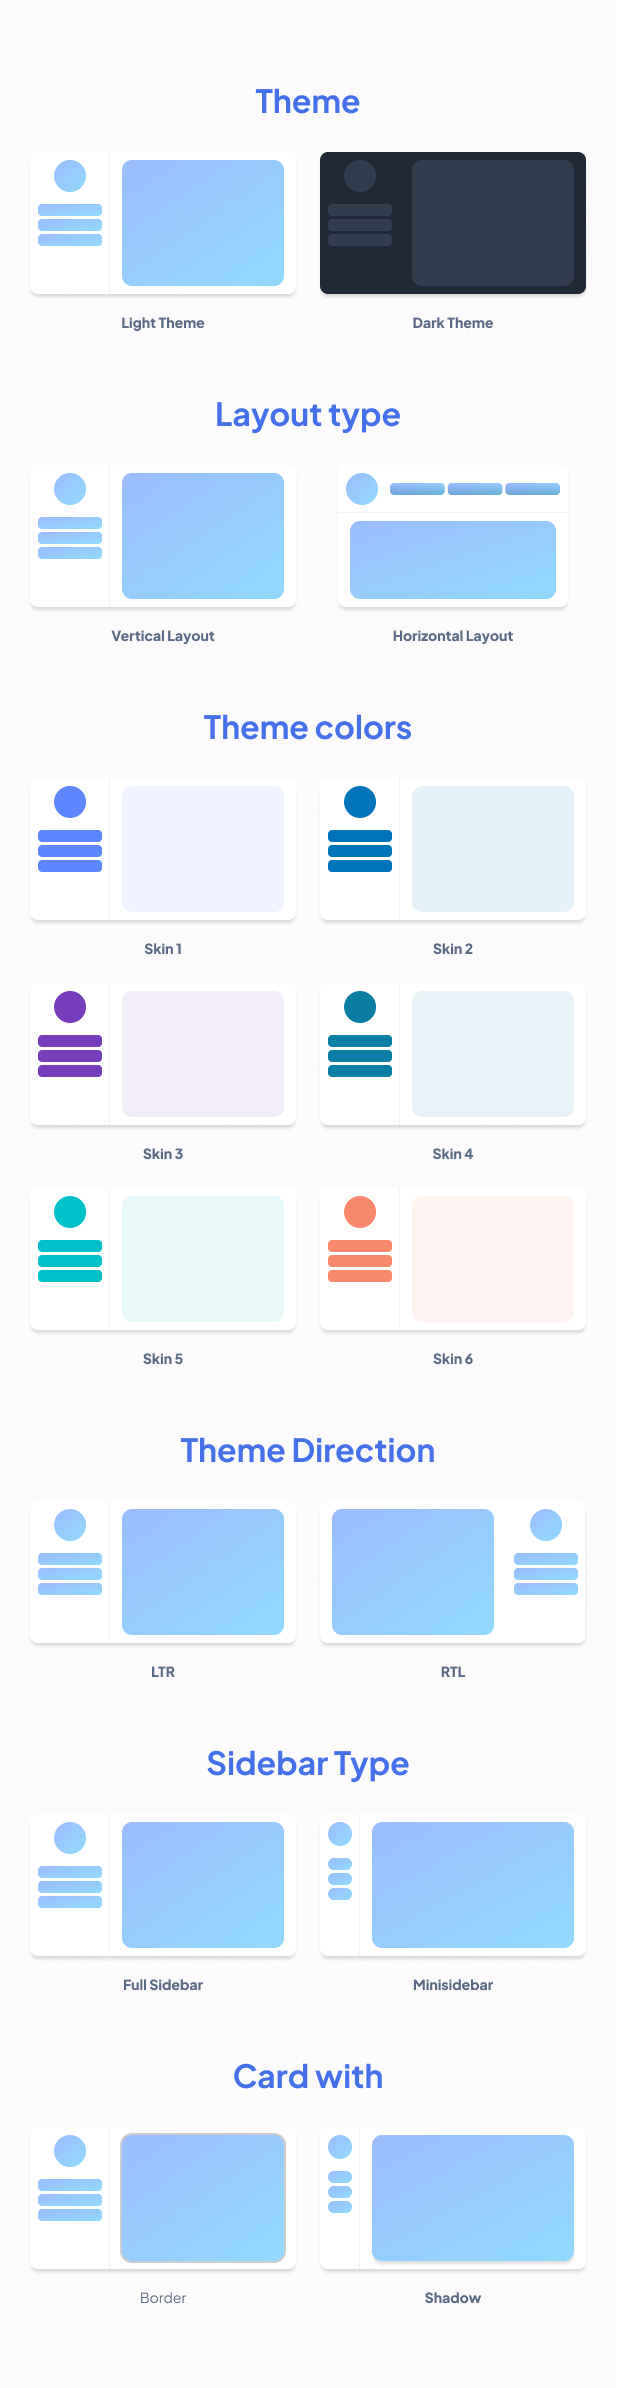 Theme
Light Theme
Dark Theme
Layout type
Vertical Layout
Horizontal Layout
Theme colors
Skin 1
Skin 2
Skin 3
Skin 4
Skin 5
Skin 6
Theme Direction
LTR
RTL
Sidebar Type
Full Sidebar
Minisidebar
Card with
Border
Shadow